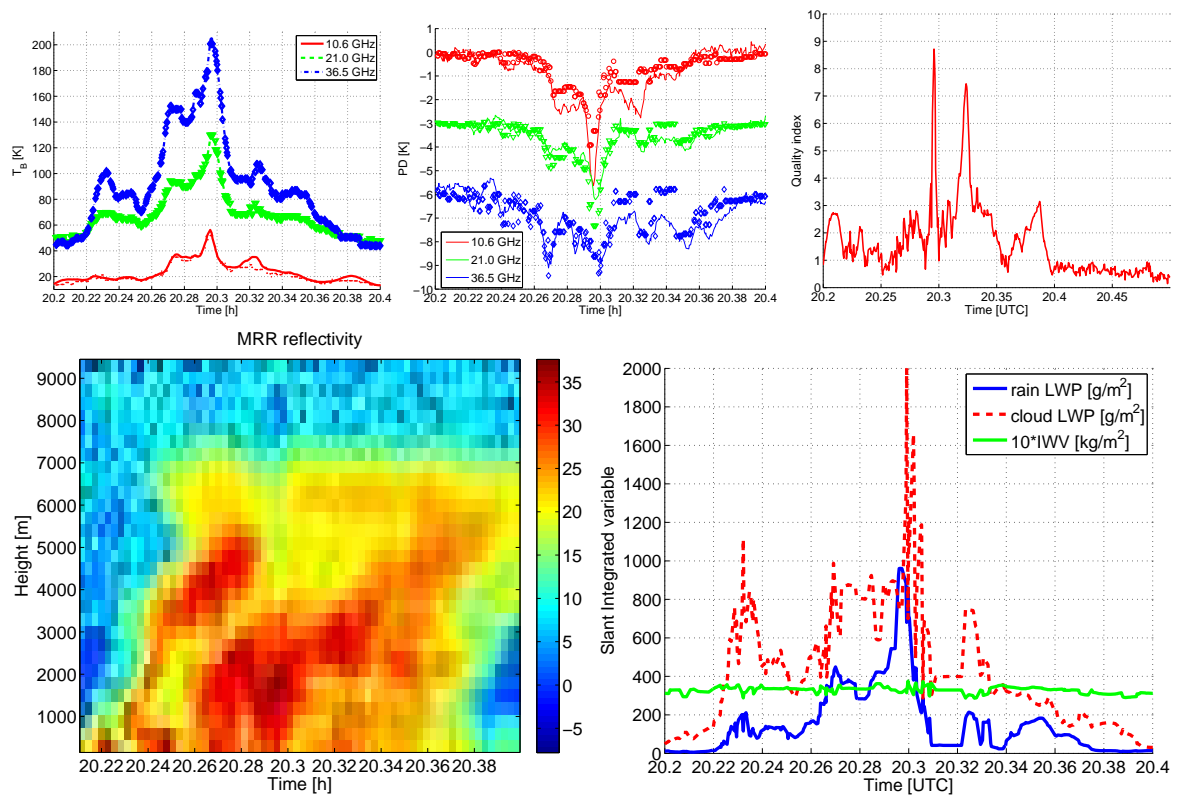 200
180
160
140
120
100
80
60
40
20
T_B [K]
20.2 20.22 20.24 20.26 20.28 20.3 20.32 20.34 20.36 20.38 20.4
Time [h]
10.6 GHz
21.0 GHz
36.5 GHz
1
0
−1
−2
−3
−4
−5
−6
−7
−8
−9
−10
PD [K]
10.6 GHz
21.0 GHz
36.5 GHz
20.2 20.22 20.24 20.26 20.28 20.3 20.32 20.34 20.36 20.38 20.4
Time [h]
10
9
8
7
6
5
4
3
2
1
0
Quality index
20.2 20.25 20.3 20.35 20.4 20.45
Time [UTC]
MRR reflectivity
9000
8000
7000
6000
5000
4000
3000
2000
1000
Height [m]
20.22 20.24 20.26 20.28 20.3 20.32 20.34 20.36 20.38
Time [h]
35
30
25
20
15
10
5
0
−5
2000
1800
1600
1400
1200
1000
800
600
400
200
0
Slant Integrated variable
rain LWP [g/m²]
cloud LWP [g/m²]
10*IWV [kg/m²]
20.2 20.22 20.24 20.26 20.28 20.3 20.32 20.34 20.36 20.38 20.4
Time [UTC]